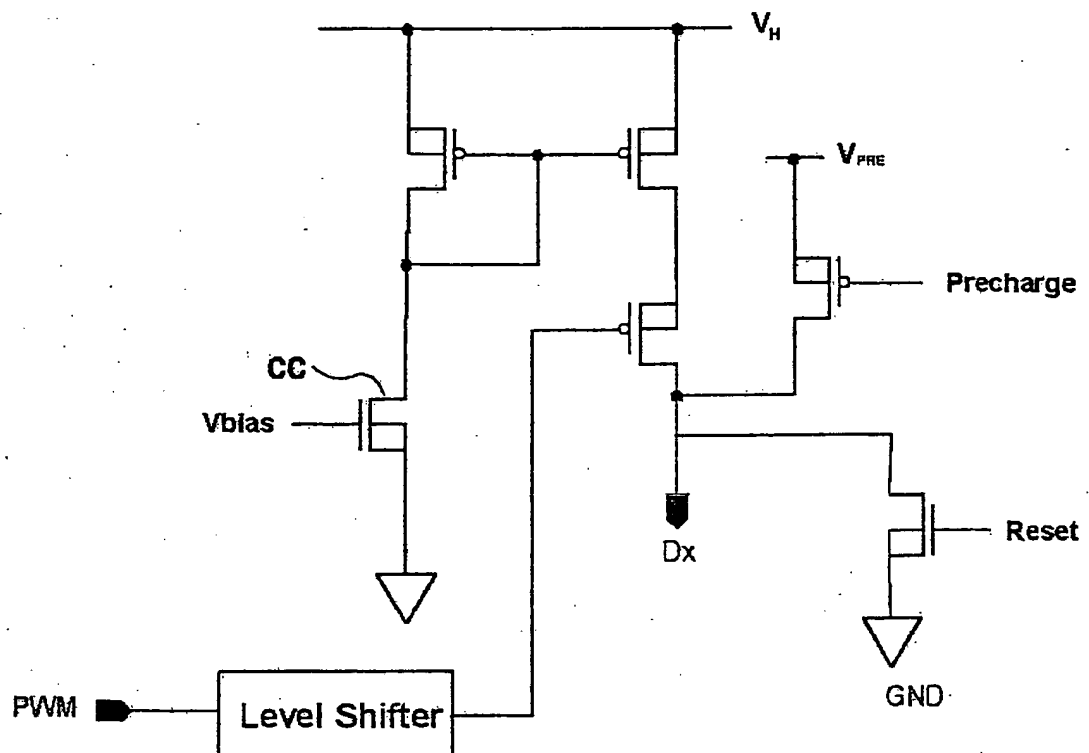 V_H
V_PRE
Precharge
CC
Vbias
Dx
Reset
GND
PWM
Level Shifter